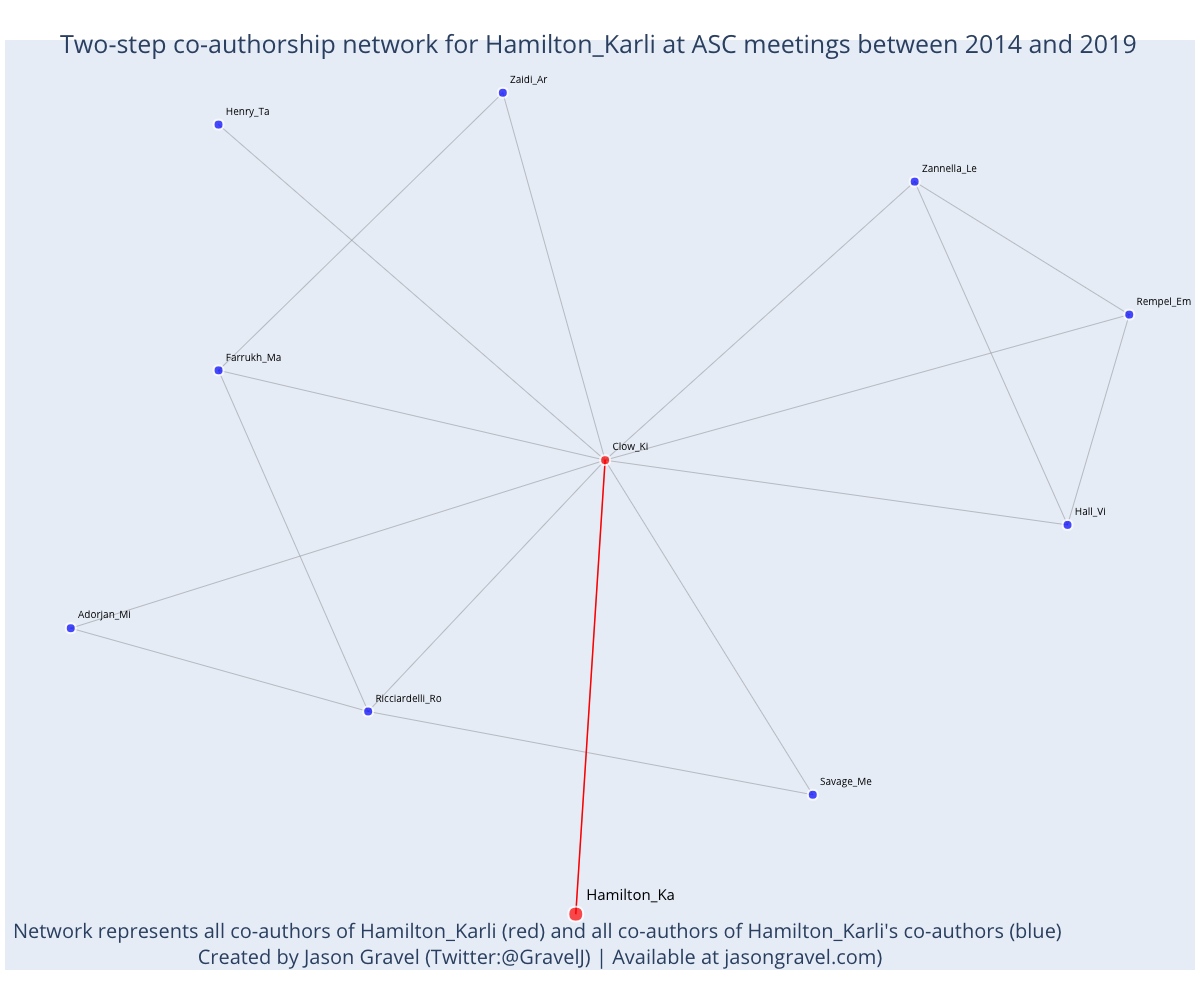 Two-step co-authorship network for Hamilton_Karli at ASC meetings between 2014 and 2019
Zaidi_Ar
Henry_Ta
Zannella_Le
Rempel_Em
Farrukh_Ma
Clow_Ki
Hall_Vi
Adorjan_Mi
Ricciardelli_Ro
Savage_Me
Hamilton_Ka
Network represents all co-authors of Hamilton_Karli (red) and all co-authors of Hamilton_Karli's co-authors (blue)
Created by Jason Gravel (Twitter:@GravelJ) | Available at jasongravel.com)